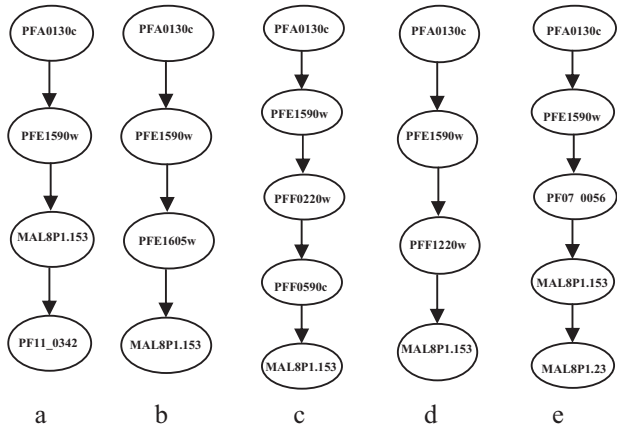 PFA0130c
PFE1590w
MAL8P1.153
PF11_0342
a
PFA0130c
PFE1590w
PFE1605w
MAL8P1.153
b
PFA0130c
PFE1590w
PFF0220w
PFF0590c
MAL8P1.153
c
PFA0130c
PFE1590w
PFF1220w
MAL8P1.153
d
PFA0130c
PFE1590w
PF07_0056
MAL8P1.153
MAL8P1.23
e